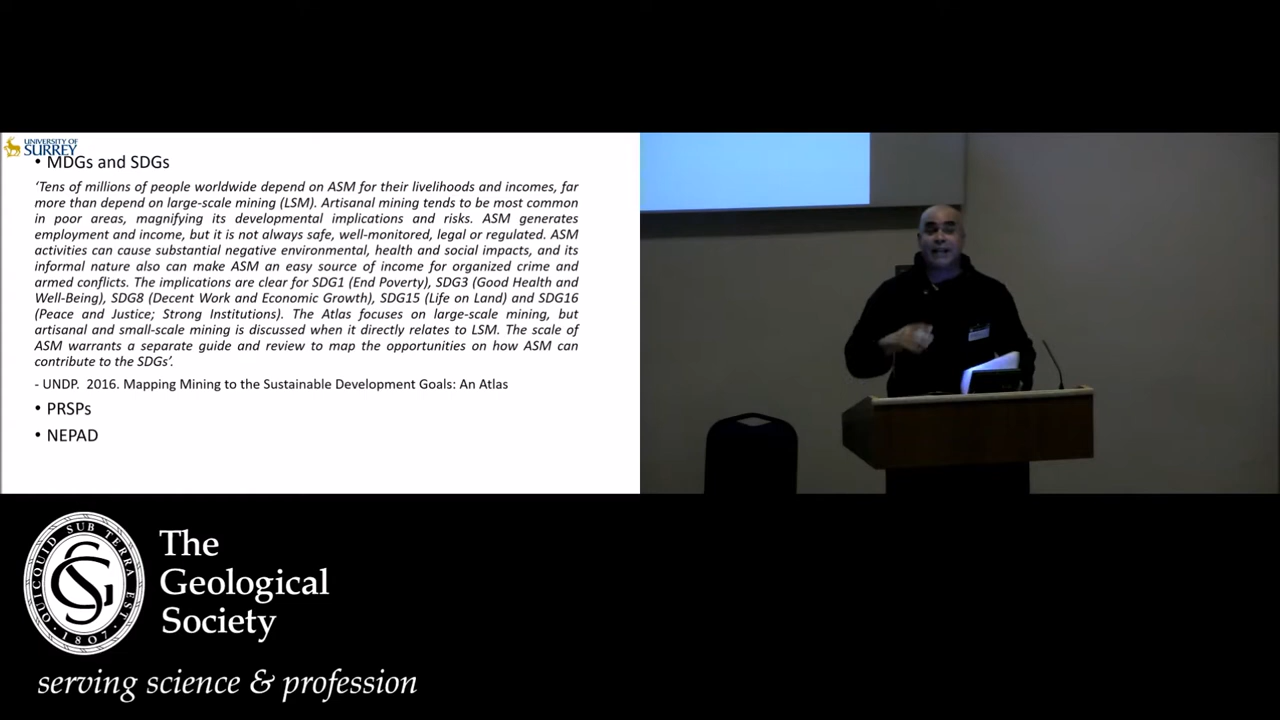 UNIVERSITY OF
SURREY
• MDGs and SDGs
‘Tens of millions of people worldwide depend on ASM for their livelihoods and incomes, far
more than depend on large-scale mining (LSM). Artisanal mining tends to be most common
in poor areas, magnifying its developmental implications and risks. ASM generates
employment and income, but it is not always safe, well-monitored, legal or regulated. ASM
activities can cause substantial negative environmental, health and social impacts, and its
informal nature also can make ASM an easy source of income for organized crime and
armed conflicts. The implications are clear for SDG1 (End Poverty), SDG3 (Good Health and
Well-Being), SDG8 (Decent Work and Economic Growth), SDG15 (Life on Land) and SDG16
(Peace and Justice; Strong Institutions). The Atlas focuses on large-scale mining, but
artisanal and small-scale mining is discussed when it directly relates to LSM. The scale of
ASM warrants a separate guide and review to map the opportunities on how ASM can
contribute to the SDGs’.
- UNDP. 2016. Mapping Mining to the Sustainable Development Goals: An Atlas
• PRSPs
• NEPAD
QUICQUID SUB TERRA EST
·1807·
GS
The
Geological
Society
serving science & profession